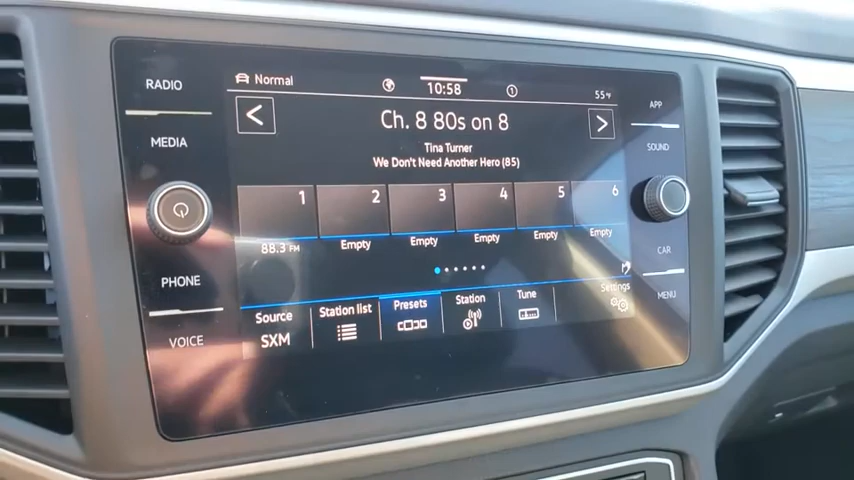 RADIO
MEDIA
PHONE
VOICE
Normal
10:58
1
55°F
Ch. 8 80s on 8
Tina Turner
We Don't Need Another Hero (85)
1 2 3 4 5 6
88.3 FM Empty Empty Empty Empty Empty
Source Station list Presets Station Tune Settings
SXM
APP
SOUND
CAR
MENU